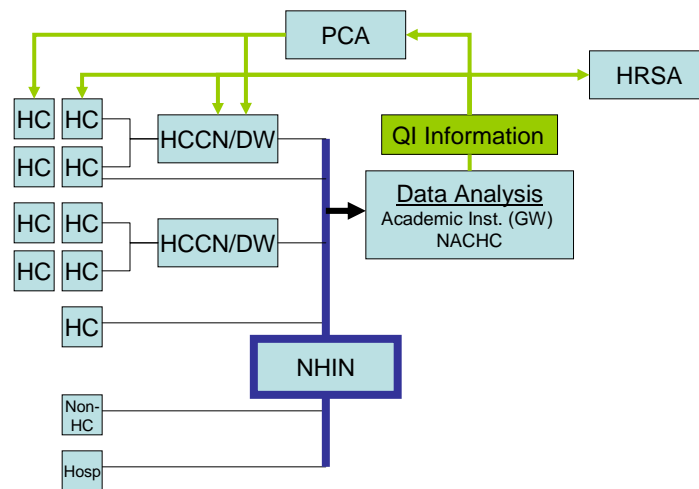 PCA
HRSA
HC HC
HCCN/DW
QI Information
HC HC
Data Analysis
Academic Inst. (GW)
NACHC
HC HC
HCCN/DW
HC HC
HC
NHIN
Non-
HC
Hosp